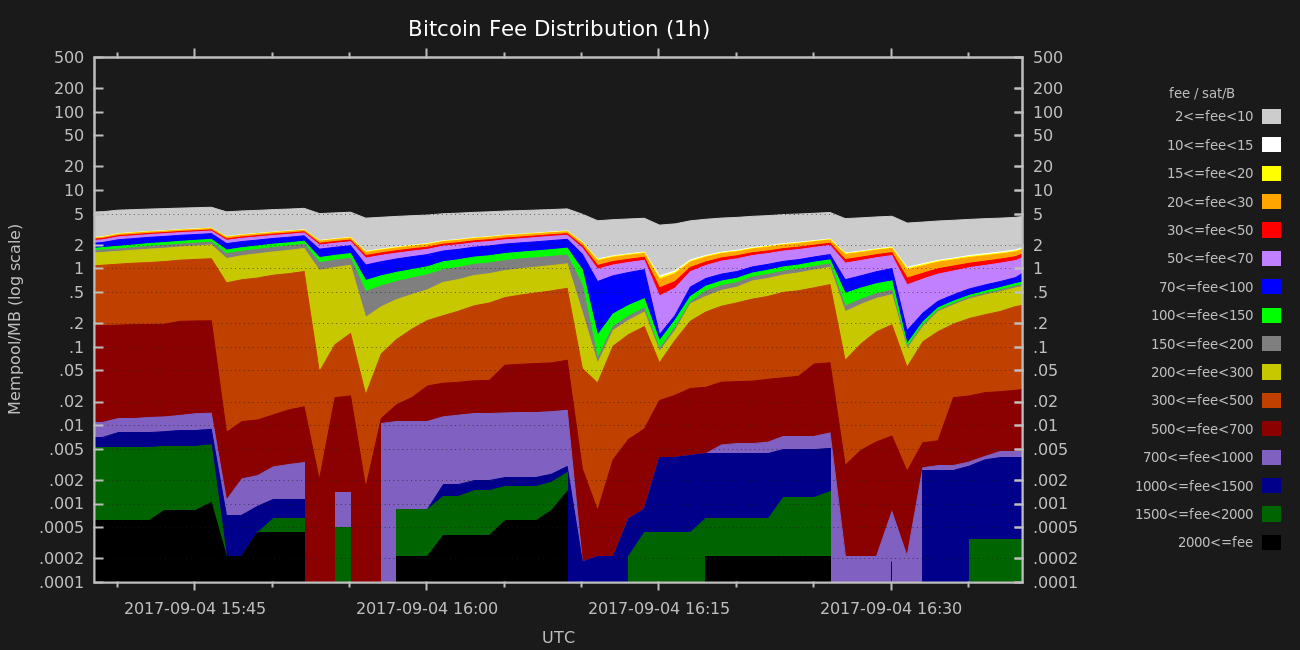 Bitcoin Fee Distribution (1h)
500 500
200 200
100 100
50 50
20 20
10 10
5 5
2 2
1 1
.5 .5
.2 .2
.1 .1
.05 .05
.02 .02
.01 .01
.005 .005
.002 .002
.001 .001
.0005 .0005
.0002 .0002
.0001 .0001
Mempool/MB (log scale)
2017-09-04 15:45 2017-09-04 16:00 2017-09-04 16:15 2017-09-04 16:30
UTC
fee / sat/B
2<=fee<10
10<=fee<15
15<=fee<20
20<=fee<30
30<=fee<50
50<=fee<70
70<=fee<100
100<=fee<150
150<=fee<200
200<=fee<300
300<=fee<500
500<=fee<700
700<=fee<1000
1000<=fee<1500
1500<=fee<2000
2000<=fee